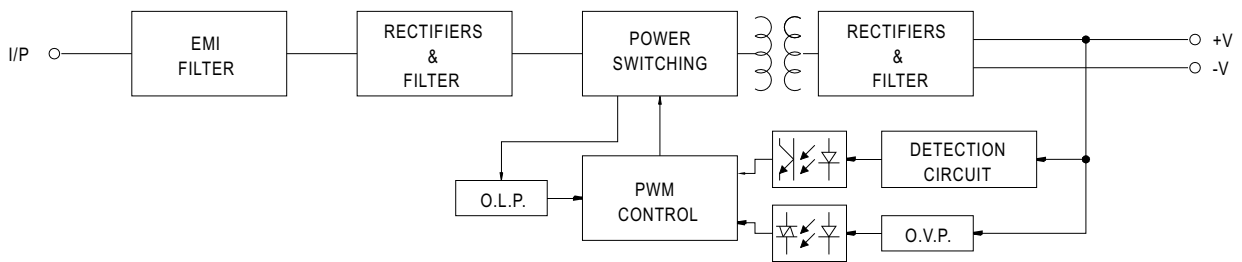 I/P
EMI
FILTER
RECTIFIERS
&
FILTER
POWER
SWITCHING
RECTIFIERS
&
FILTER
+V
-V
O.L.P.
PWM
CONTROL
DETECTION
CIRCUIT
O.V.P.